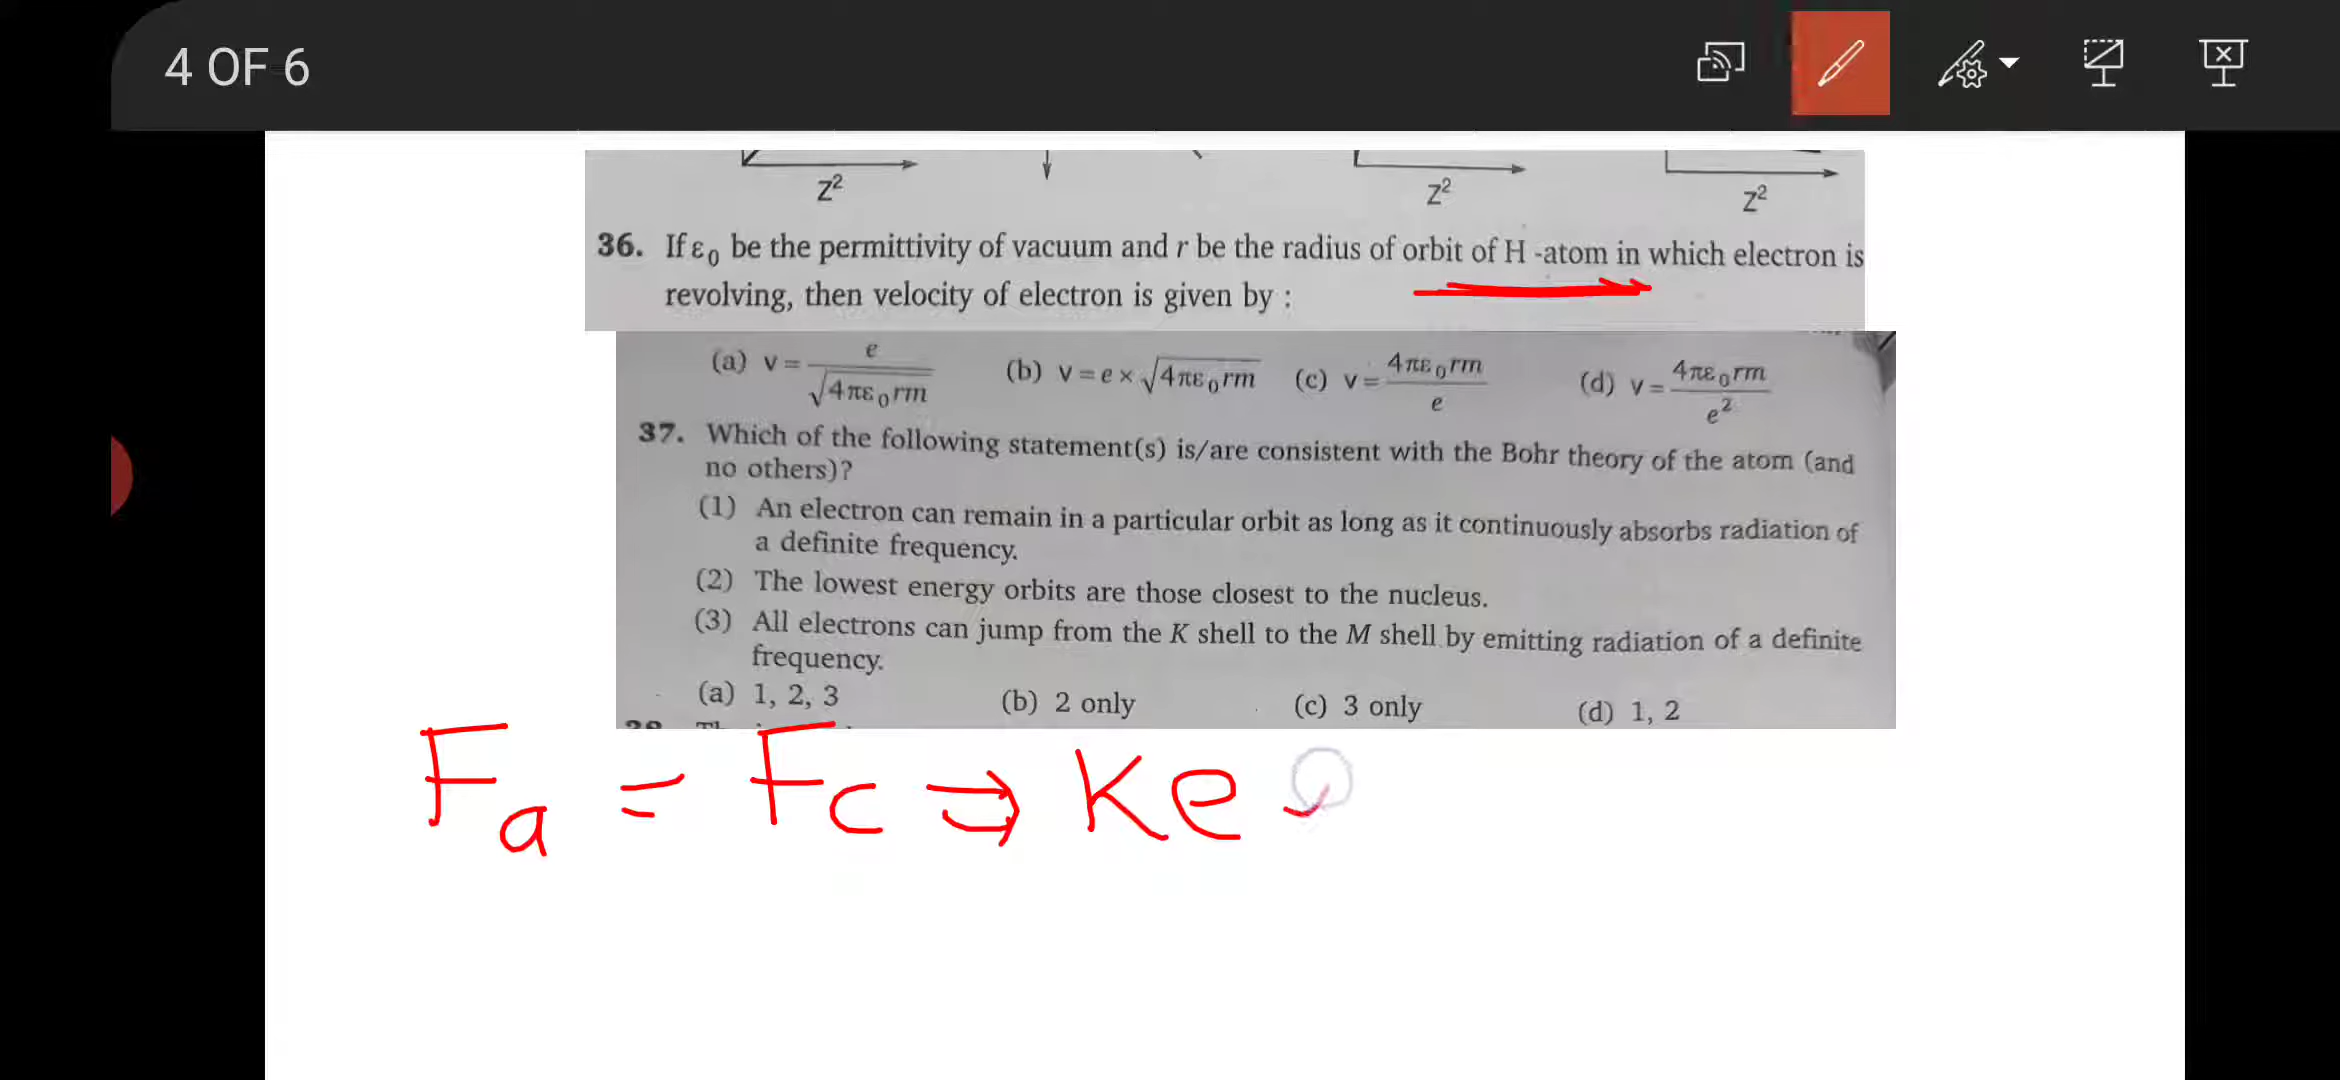 4 OF 6
Z² Z² Z²
36. If ε₀ be the permittivity of vacuum and r be the radius of orbit of H -atom in which electron is
revolving, then velocity of electron is given by :
(a) v = e/√4πε₀rm (b) v = e × √4πε₀rm (c) v = 4πε₀rm/e (d) v = 4πε₀rm/e²
37. Which of the following statement(s) is/are consistent with the Bohr theory of the atom (and
no others)?
(1) An electron can remain in a particular orbit as long as it continuously absorbs radiation of
a definite frequency.
(2) The lowest energy orbits are those closest to the nucleus.
(3) All electrons can jump from the K shell to the M shell by emitting radiation of a definite
frequency.
(a) 1, 2, 3 (b) 2 only (c) 3 only (d) 1, 2
Fa = Fc ⇒ Ke